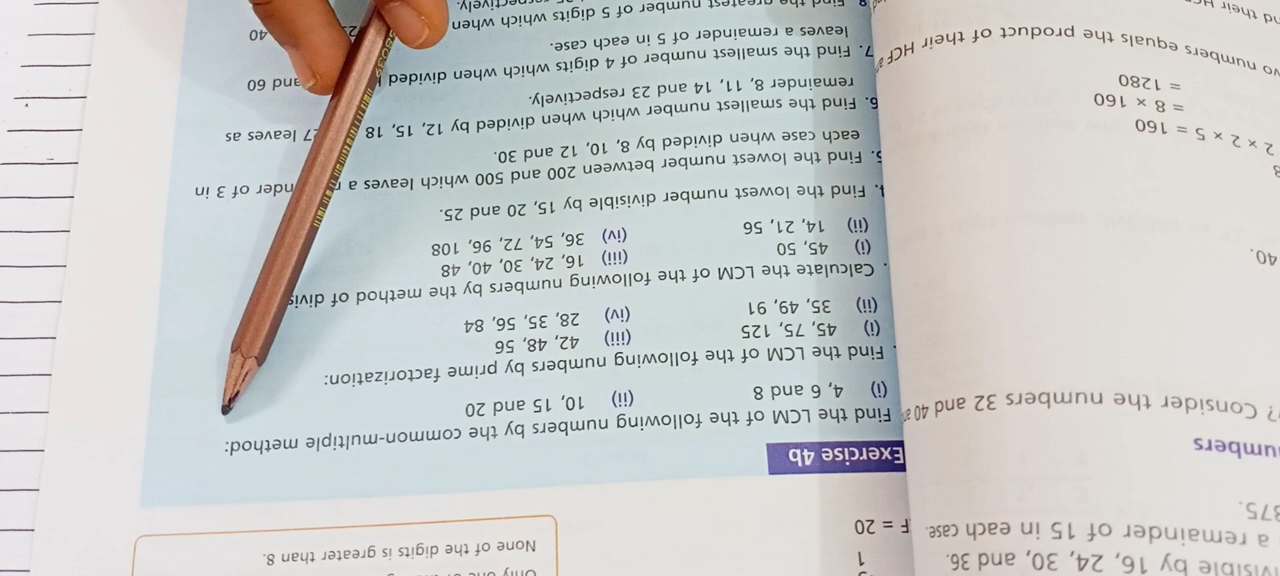 visible by 16, 24, 30, and 36.
a remainder of 15 in each case.
375.
umbers
? Consider the numbers 32 and 40
40.
2 × 2 × 5 = 160
= 8 × 160
= 1280
numbers equals the product of their HCF
their
None of the digits is greater than 8.
1
F = 20
Exercise 4b
Find the LCM of the following numbers by the common-multiple method:
(i) 4, 6 and 8 (ii) 10, 15 and 20
Find the LCM of the following numbers by prime factorization:
(i) 45, 75, 125 (iii) 42, 48, 56
(ii) 35, 49, 91 (iv) 28, 35, 56, 84
Calculate the LCM of the following numbers by the method of divis
(i) 45, 50 (iii) 16, 24, 30, 40, 48
(ii) 14, 21, 56 (iv) 36, 54, 72, 96, 108
4. Find the lowest number divisible by 15, 20 and 25.
5. Find the lowest number between 200 and 500 which leaves a nder of 3 in
each case when divided by 8, 10, 12 and 30.
6. Find the smallest number which when divided by 12, 15, 18 27 leaves as
remainder 8, 11, 14 and 23 respectively.
7. Find the smallest number of 4 digits which when divided and 60
leaves a remainder of 5 in each case.
8. Find the greatest number of 5 digits which when 40
respectively.